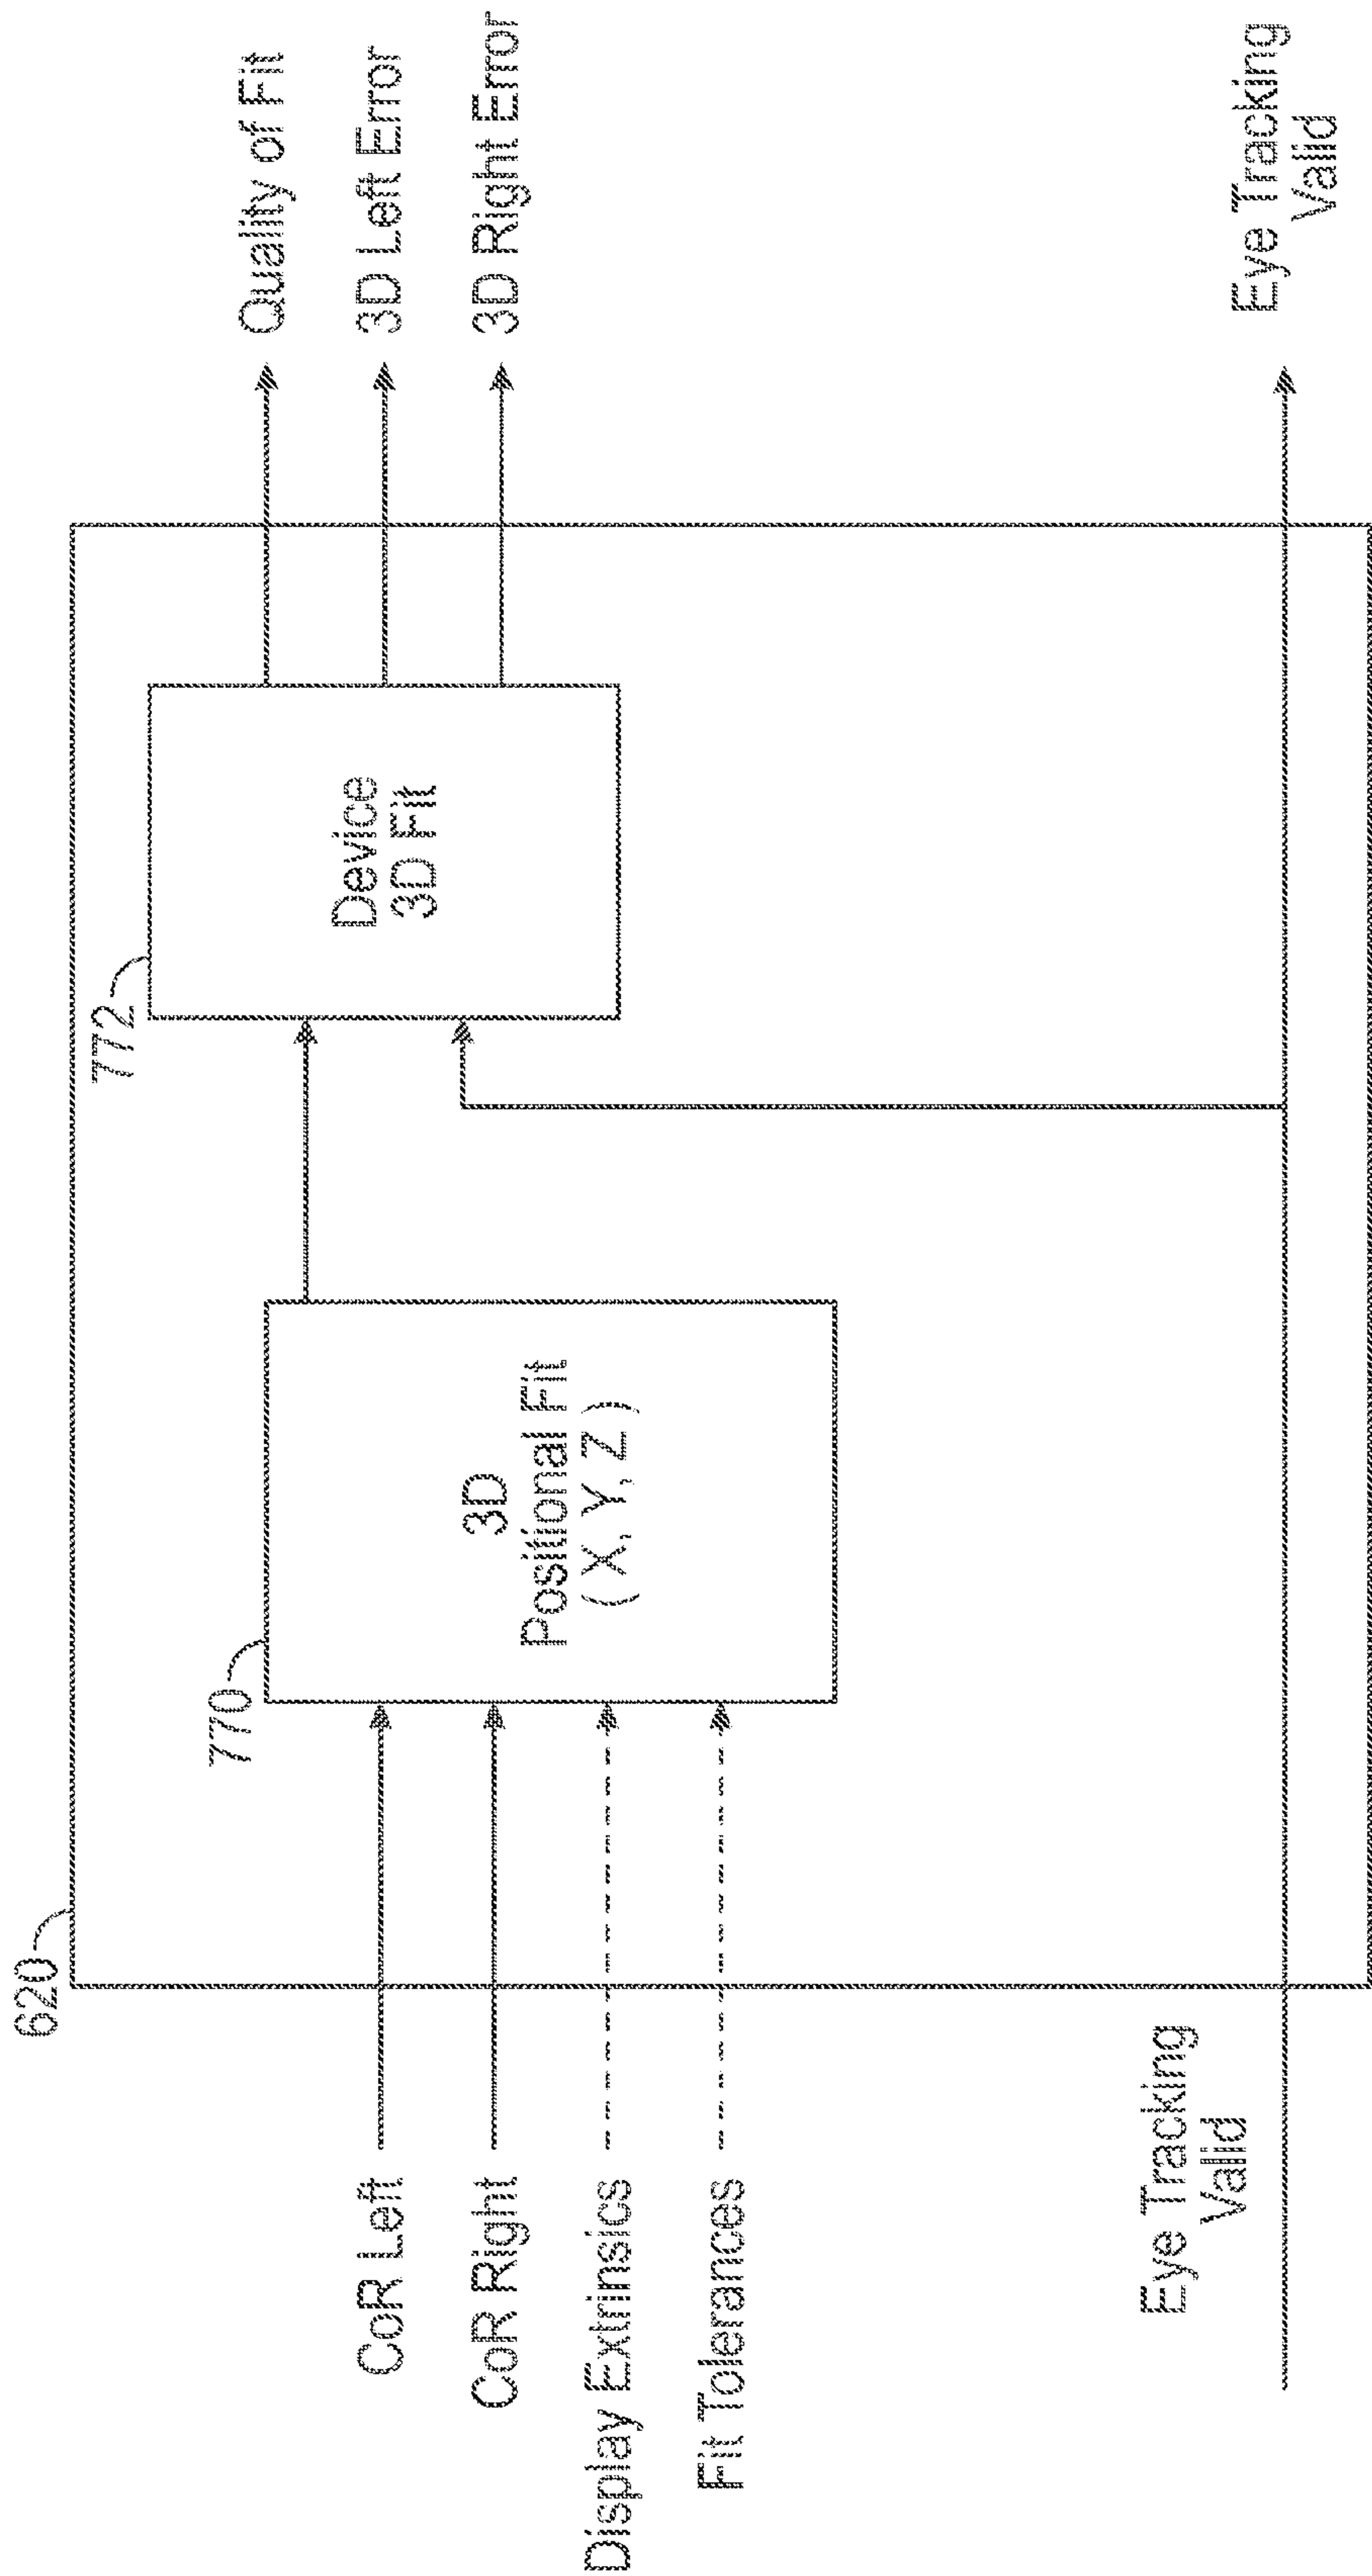 620
CoR Left
CoR Right
Display Extrinsics
Fit Tolerances
Eye Tracking
Valid
770
3D
Positional Fit
( X, Y, Z )
772
Device
3D Fit
Quality of Fit
3D Left Error
3D Right Error
Eye Tracking
Valid